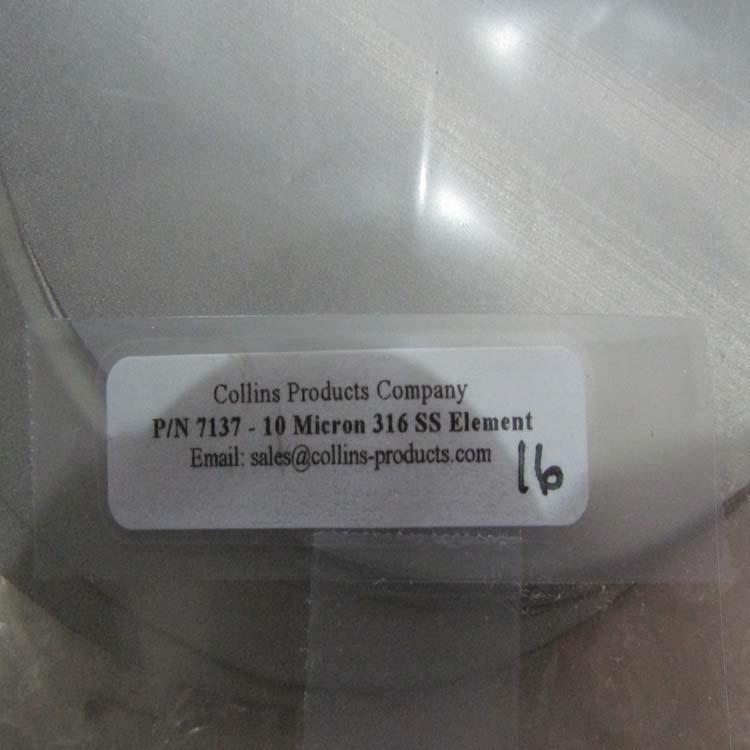 Collins Products Company
P/N 7137 - 10 Micron 316 SS Element
Email: sales@collins-products.com
16